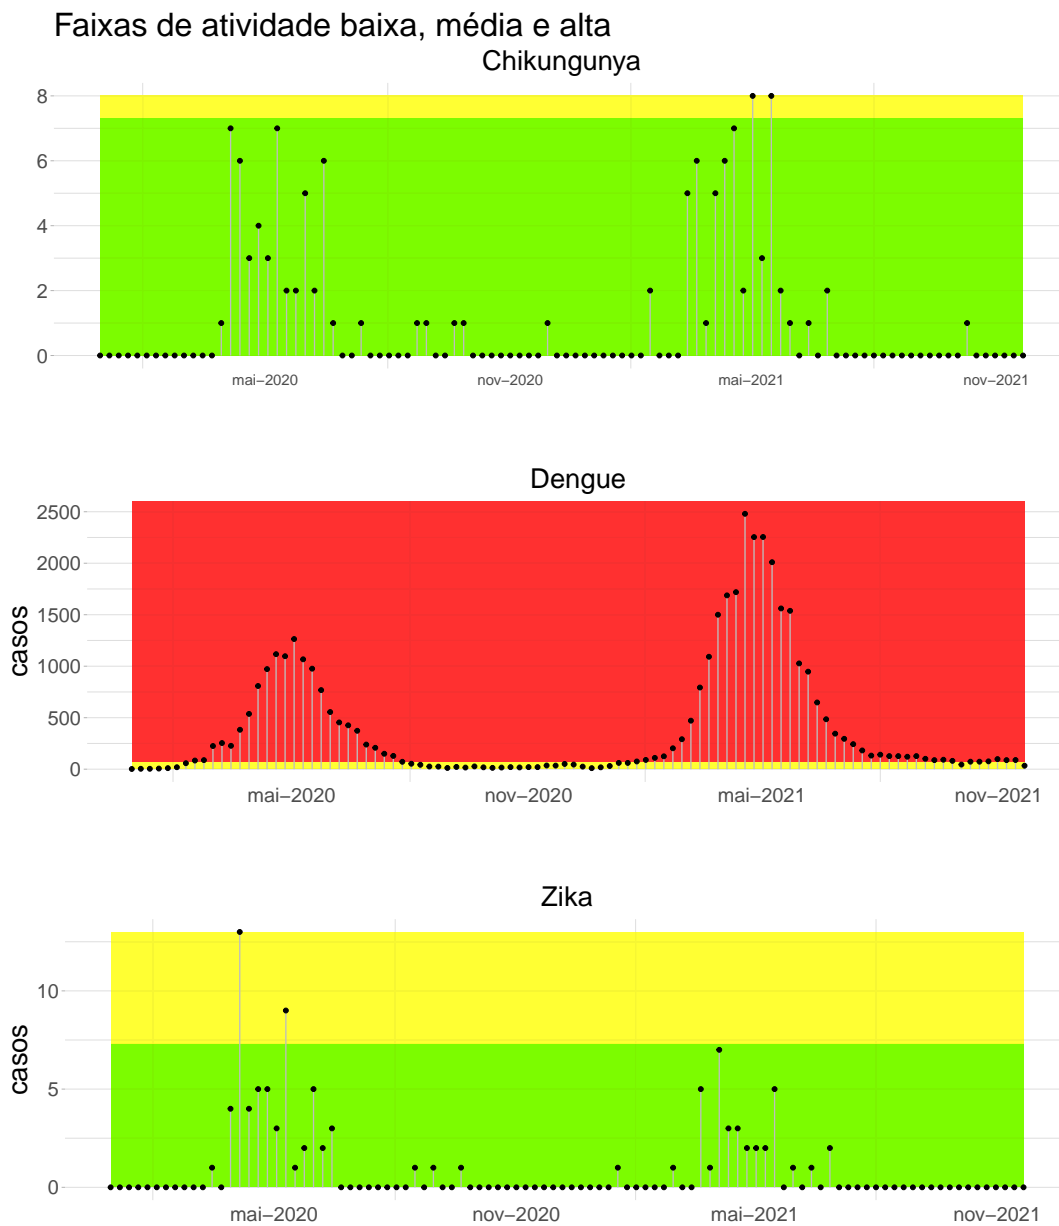 Faixas de atividade baixa, média e alta
Chikungunya
8
6
4
2
0
mai−2020 nov−2020 mai−2021 nov−2021
Dengue
casos
2500
2000
1500
1000
500
0
mai−2020 nov−2020 mai−2021 nov−2021
Zika
casos
10
5
0
mai−2020 nov−2020 mai−2021 nov−2021